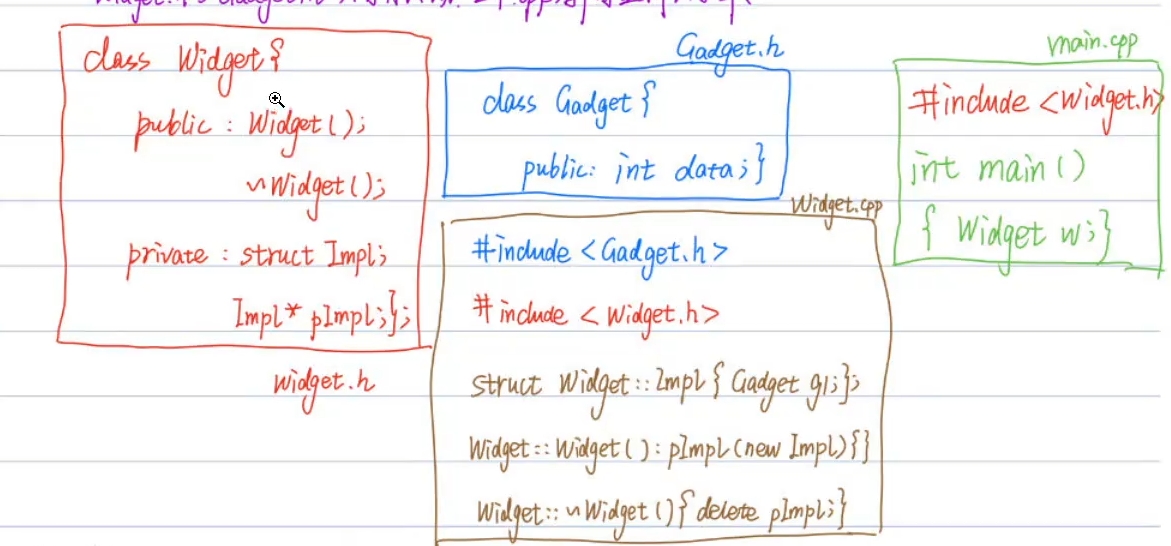 class Widget{
public : Widget();
~Widget();
private : struct Impl;
Impl* pImpl;};
widget.h
Gadget.h
class Gadget {
public: int data;}
main.cpp
#include <Widget.h>
int main()
{ Widget w;}
Widget.cpp
#include <Gadget.h>
#include <Widget.h>
struct Widget::Impl { Gadget g1;};
Widget::Widget(): pImpl(new Impl){}
Widget::~Widget(){ delete pImpl;}